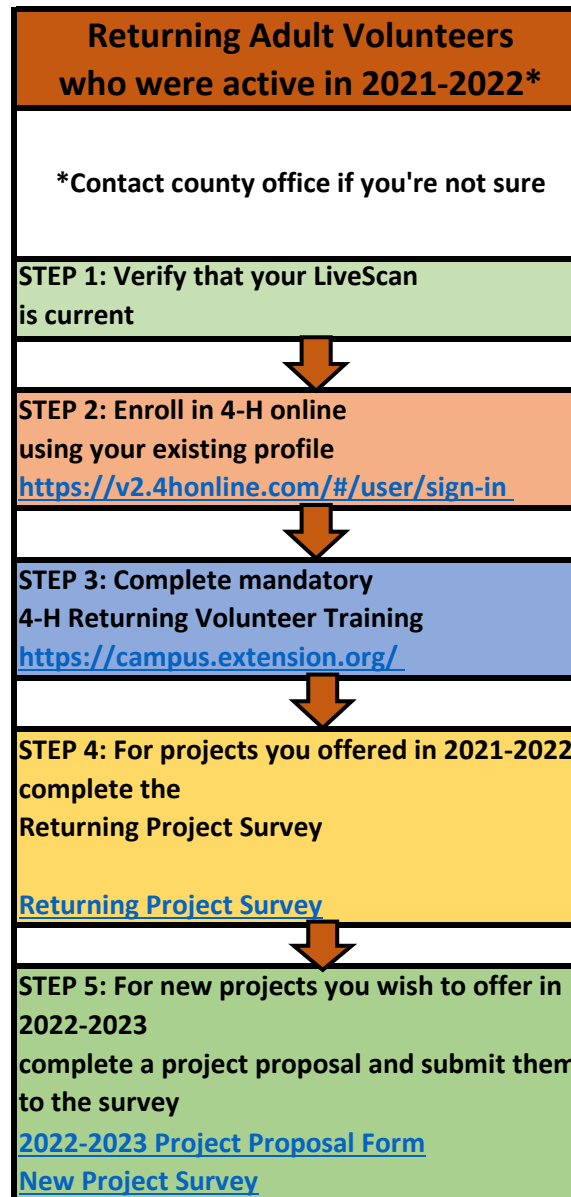 Returning Adult Volunteers
who were active in 2021-2022*
*Contact county office if you're not sure
STEP 1: Verify that your LiveScan
is current
STEP 2: Enroll in 4-H online
using your existing profile
https://v2.4honline.com/#/user/sign-in
STEP 3: Complete mandatory
4-H Returning Volunteer Training
https://campus.extension.org/
STEP 4: For projects you offered in 2021-2022
complete the
Returning Project Survey
Returning Project Survey
STEP 5: For new projects you wish to offer in
2022-2023
complete a project proposal and submit them
to the survey
2022-2023 Project Proposal Form
New Project Survey